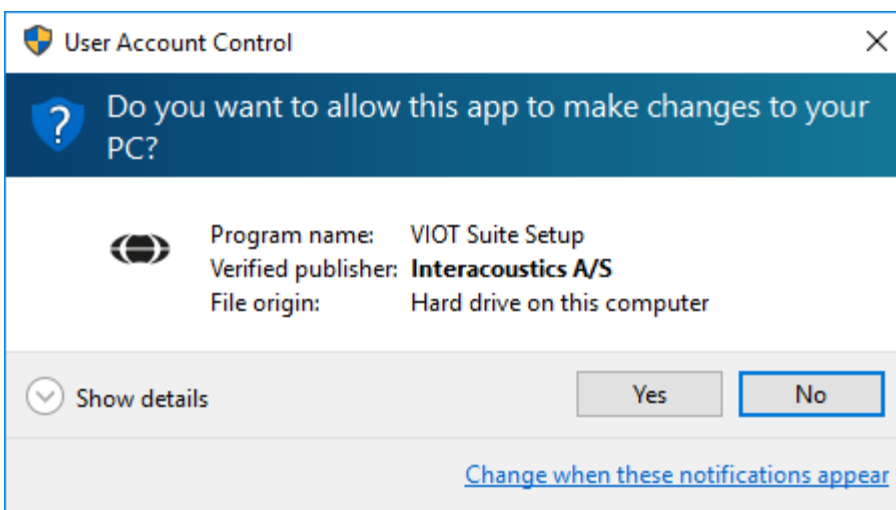 User Account Control
Do you want to allow this app to make changes to your
PC?
Program name: VIOT Suite Setup
Verified publisher: Interacoustics A/S
File origin: Hard drive on this computer
Show details
Yes
No
Change when these notifications appear